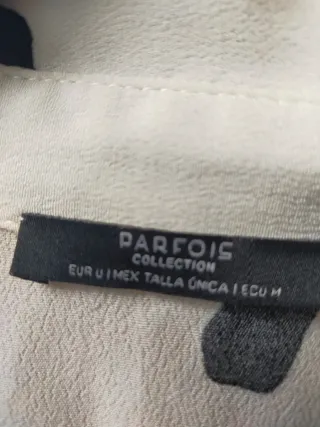 PARFOIS
COLLECTION
EUR U | MEX TALLA ÚNICA | ECU M